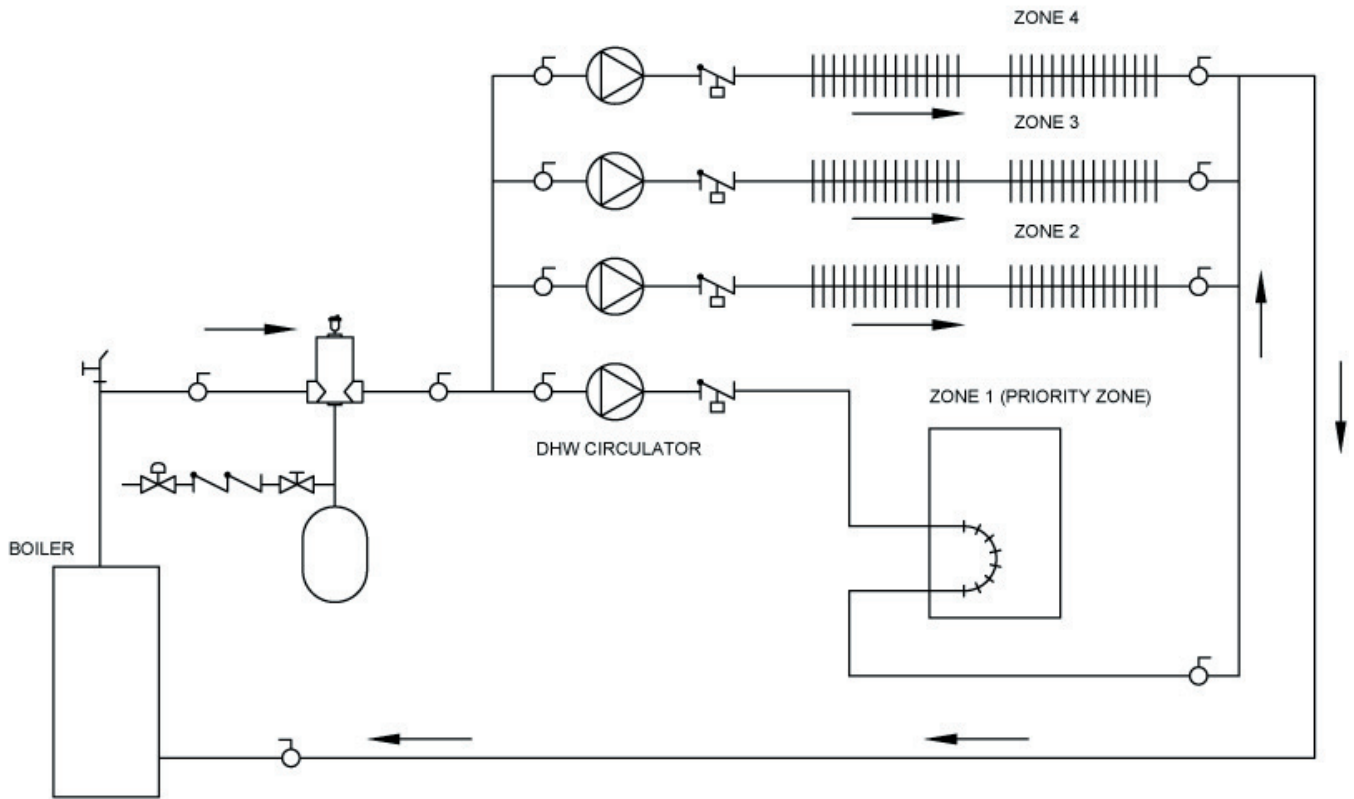 ZONE 4
ZONE 3
ZONE 2
ZONE 1 (PRIORITY ZONE)
DHW CIRCULATOR
BOILER